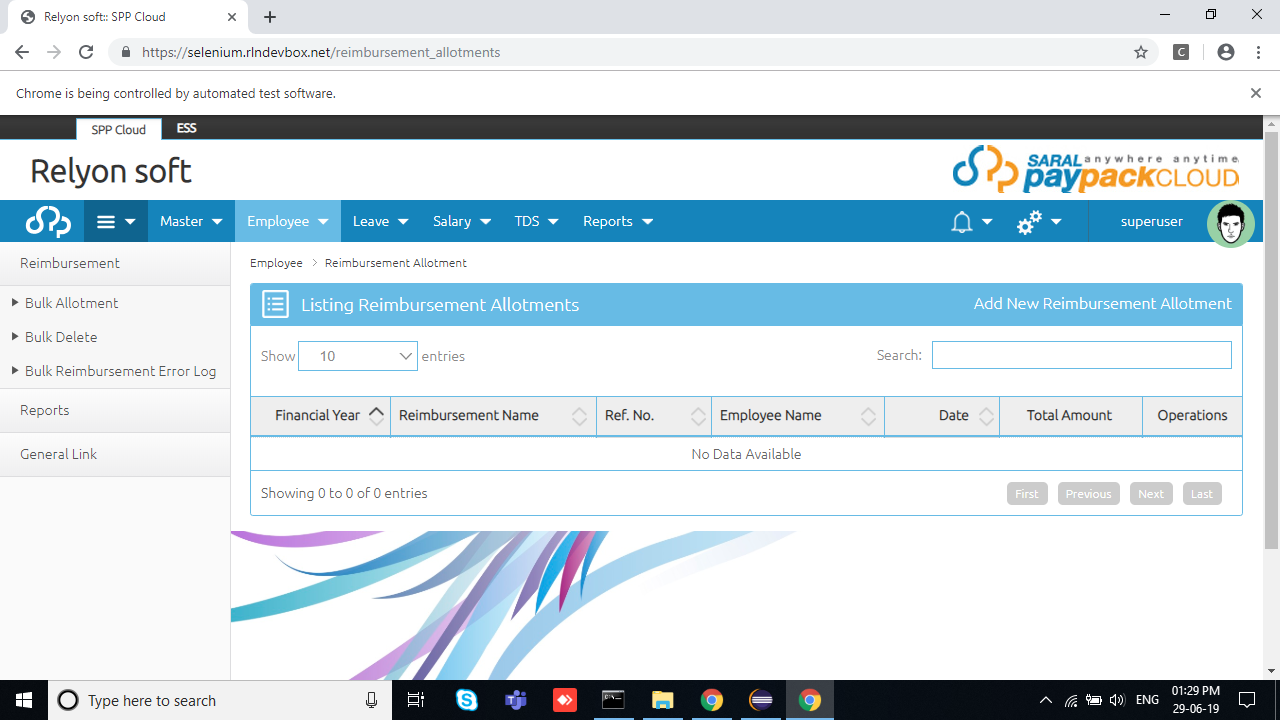 Relyon soft:: SPP Cloud
https://selenium.rlndevbox.net/reimbursement_allotments
C
Chrome is being controlled by automated test software.
SPP Cloud ESS
Relyon soft
SARAL anywhere anytime
paypackCLOUD
Master Employee Leave Salary TDS Reports superuser
Reimbursement
Bulk Allotment
Bulk Delete
Bulk Reimbursement Error Log
Reports
General Link
Employee Reimbursement Allotment
Listing Reimbursement Allotments Add New Reimbursement Allotment
Show 10 entries Search:
Financial Year Reimbursement Name Ref. No. Employee Name Date Total Amount Operations
No Data Available
Showing 0 to 0 of 0 entries First Previous Next Last
Type here to search
ENG
01:29 PM
29-06-19